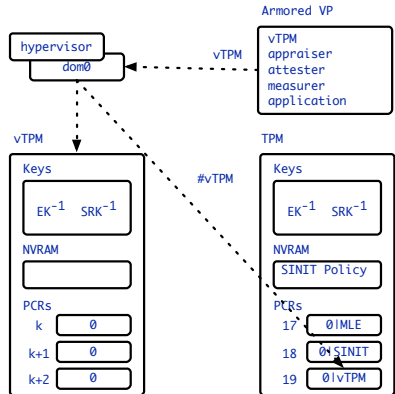 Armored VP
hypervisor
dom0
vTPM
vTPM
appraiser
attester
measurer
application
vTPM
Keys
EK-1 SRK-1
NVRAM
PCRs
k 0
k+1 0
k+2 0
#vTPM
TPM
Keys
EK-1 SRK-1
NVRAM
SINIT Policy
PCRs
17 0|MLE
18 0|SINIT
19 0|vTPM